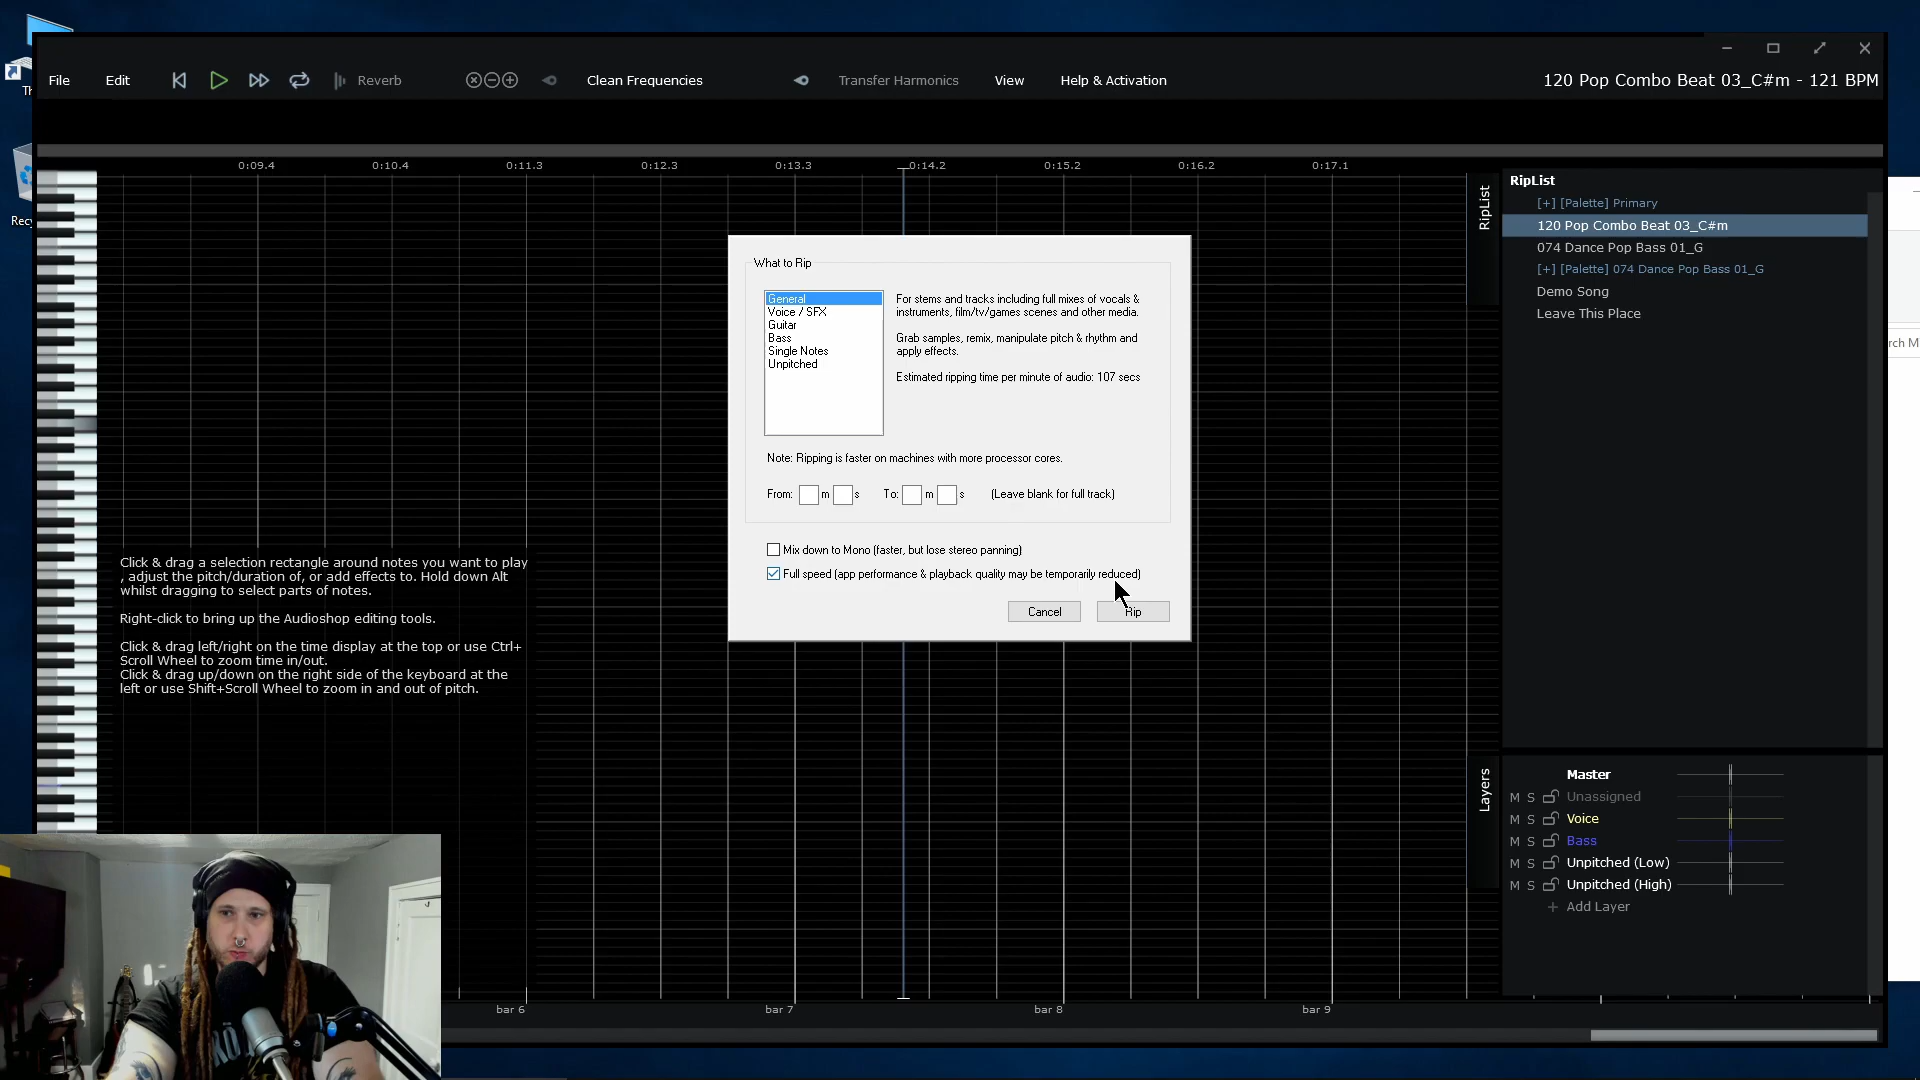 File
Edit
Reverb
Clean Frequencies
Transfer Harmonics
View
Help & Activation
120 Pop Combo Beat 03_C#m - 121 BPM
0:09.4
0:10.4
0:11.3
0:12.3
0:13.3
0:14.2
0:15.2
0:16.2
0:17.1
RipList
RipList
[+] [Palette] Primary
120 Pop Combo Beat 03_C#m
074 Dance Pop Bass 01_G
[+] [Palette] 074 Dance Pop Bass 01_G
Demo Song
Leave This Place
What to Rip
General
Voice / SFX
Guitar
Bass
Single Notes
Unpitched
For stems and tracks including full mixes of vocals &
instruments, film/tv/games scenes and other media.
Grab samples, remix, manipulate pitch & rhythm and
apply effects.
Estimated ripping time per minute of audio: 107 secs
Note: Ripping is faster on machines with more processor cores.
From: m s To: m s (Leave blank for full track)
Mix down to Mono (faster, but lose stereo panning)
Full speed (app performance & playback quality may be temporarily reduced)
Cancel
Rip
Click & drag a selection rectangle around notes you want to play
, adjust the pitch/duration of, or add effects to. Hold down Alt
whilst dragging to select parts of notes.
Right-click to bring up the Audioshop editing tools.
Click & drag left/right on the time display at the top or use Ctrl+
Scroll Wheel to zoom time in/out.
Click & drag up/down on the right side of the keyboard at the
left or use Shift+Scroll Wheel to zoom in and out of pitch.
Layers
Master
M S Unassigned
M S Voice
M S Bass
M S Unpitched (Low)
M S Unpitched (High)
+ Add Layer
bar 6
bar 7
bar 8
bar 9
Th
Recy
rch M